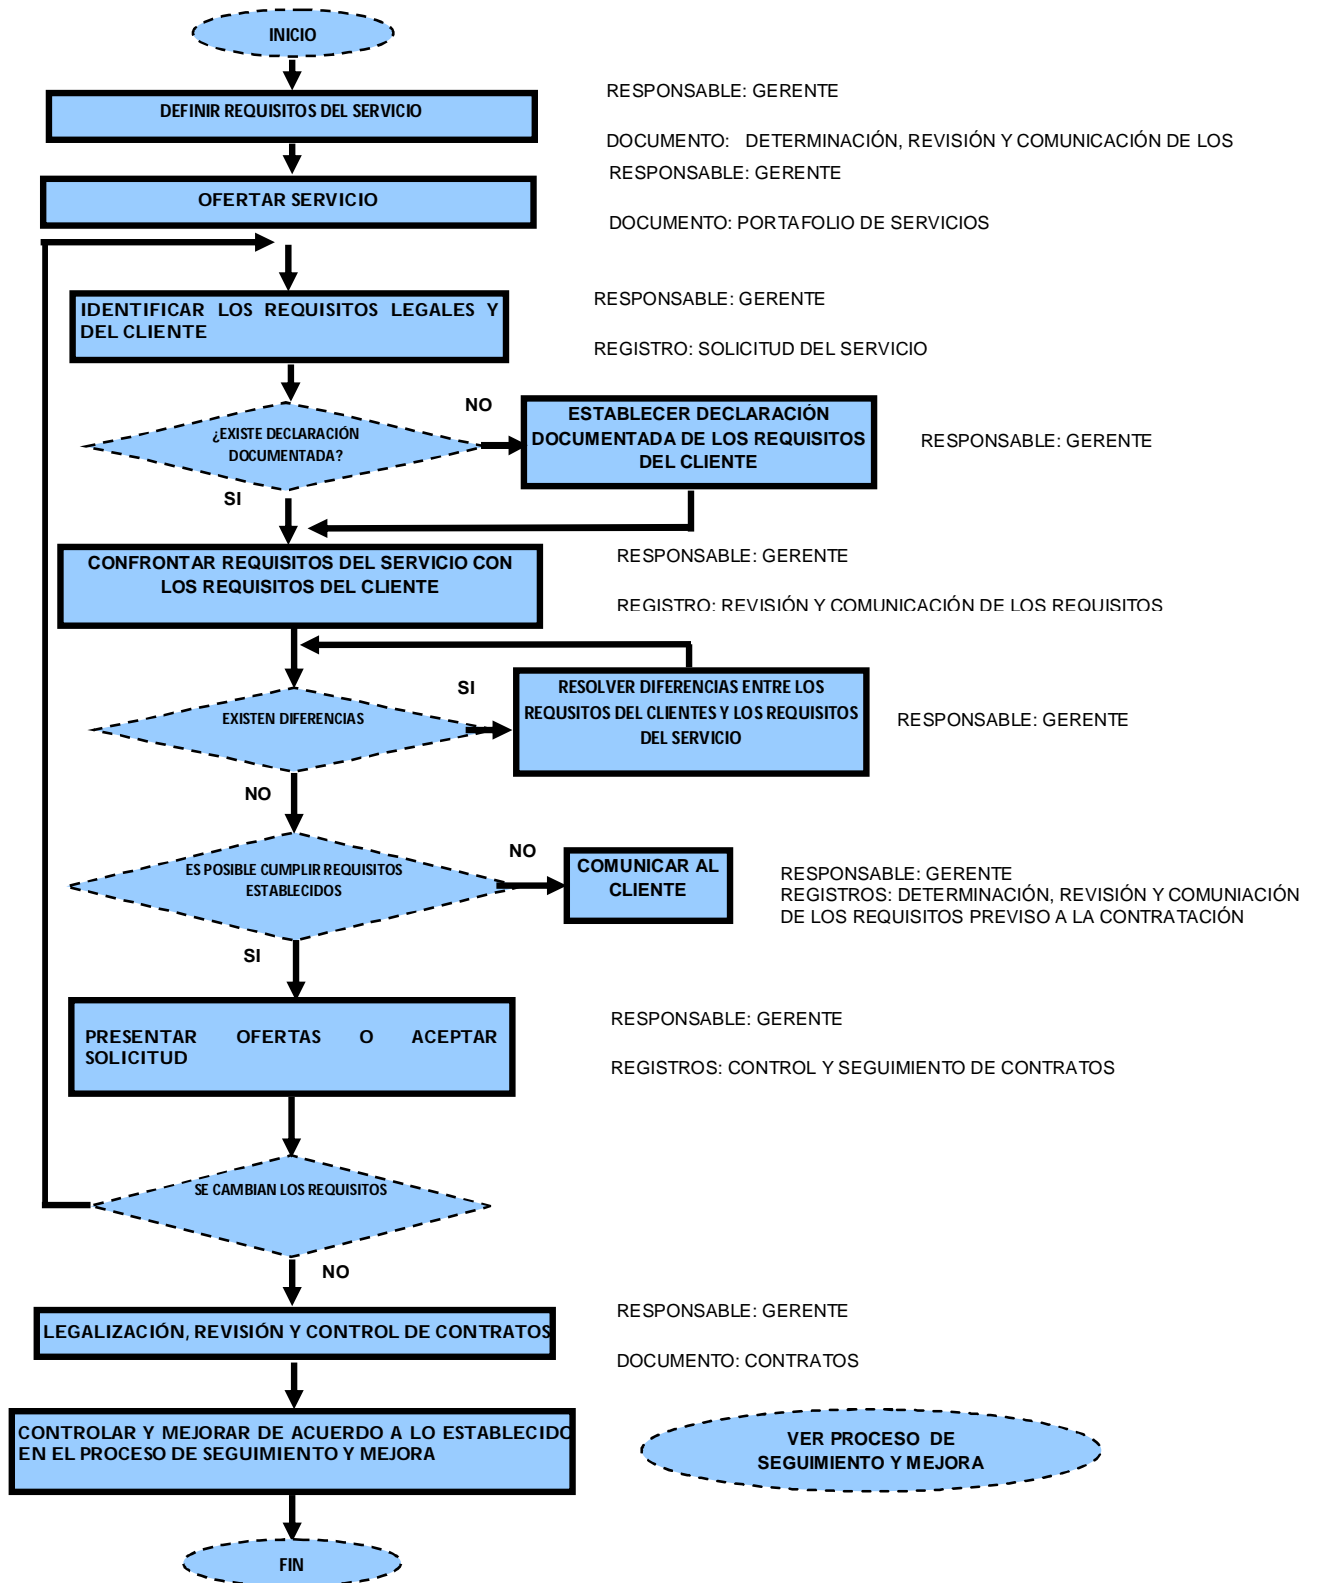 INICIO
DEFINIR REQUISITOS DEL SERVICIO
RESPONSABLE: GERENTE
DOCUMENTO: DETERMINACIÓN, REVISIÓN Y COMUNICACIÓN DE LOS
OFERTAR SERVICIO
RESPONSABLE: GERENTE
DOCUMENTO: PORTAFOLIO DE SERVICIOS
IDENTIFICAR LOS REQUISITOS LEGALES Y
DEL CLIENTE
RESPONSABLE: GERENTE
REGISTRO: SOLICITUD DEL SERVICIO
¿EXISTE DECLARACIÓN
DOCUMENTADA?
NO
ESTABLECER DECLARACIÓN
DOCUMENTADA DE LOS REQUISITOS
DEL CLIENTE
RESPONSABLE: GERENTE
SI
CONFRONTAR REQUISITOS DEL SERVICIO CON
LOS REQUISITOS DEL CLIENTE
RESPONSABLE: GERENTE
REGISTRO: REVISIÓN Y COMUNICACIÓN DE LOS REQUISITOS
EXISTEN DIFERENCIAS
SI
RESOLVER DIFERENCIAS ENTRE LOS
REQUSITOS DEL CLIENTES Y LOS REQUISITOS
DEL SERVICIO
RESPONSABLE: GERENTE
NO
ES POSIBLE CUMPLIR REQUISITOS
ESTABLECIDOS
NO
COMUNICAR AL
CLIENTE
RESPONSABLE: GERENTE
REGISTROS: DETERMINACIÓN, REVISIÓN Y COMUNIACIÓN
DE LOS REQUISITOS PREVISO A LA CONTRATACIÓN
SI
PRESENTAR OFERTAS O ACEPTAR
SOLICITUD
RESPONSABLE: GERENTE
REGISTROS: CONTROL Y SEGUIMIENTO DE CONTRATOS
SE CAMBIAN LOS REQUISITOS
NO
LEGALIZACIÓN, REVISIÓN Y CONTROL DE CONTRATOS
RESPONSABLE: GERENTE
DOCUMENTO: CONTRATOS
CONTROLAR Y MEJORAR DE ACUERDO A LO ESTABLECIDO
EN EL PROCESO DE SEGUIMIENTO Y MEJORA
VER PROCESO DE
SEGUIMIENTO Y MEJORA
FIN